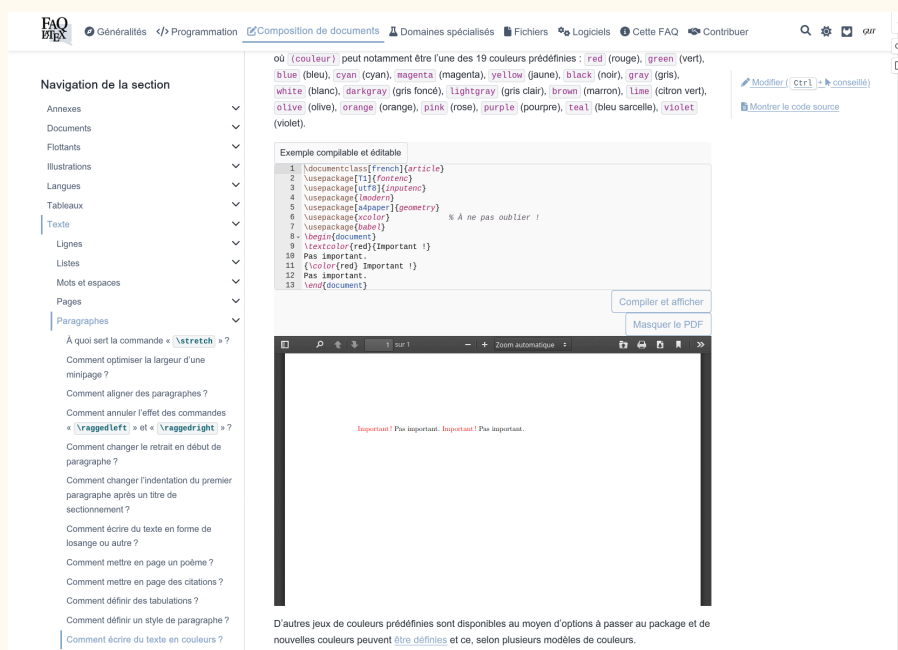 FAQ
LATEX
Généralités </> Programmation Composition de documents Domaines spécialisés Fichiers Logiciels Cette FAQ Contribuer
GUT
où ⟨couleur⟩ peut notamment être l'une des 19 couleurs prédéfinies : red (rouge), green (vert),
blue (bleu), cyan (cyan), magenta (magenta), yellow (jaune), black (noir), gray (gris),
white (blanc), darkgray (gris foncé), lightgray (gris clair), brown (marron), lime (citron vert),
olive (olive), orange (orange), pink (rose), purple (pourpre), teal (bleu sarcelle), violet
(violet).
Modifier ( Ctrl + conseillé)
Montrer le code source
Navigation de la section
Annexes
Documents
Flottants
Illustrations
Langues
Tableaux
Texte
Lignes
Listes
Mots et espaces
Pages
Paragraphes
À quoi sert la commande « \stretch » ?
Comment optimiser la largeur d'une
minipage ?
Comment aligner des paragraphes ?
Comment annuler l'effet des commandes
« \raggedleft » et « \raggedright » ?
Comment changer le retrait en début de
paragraphe ?
Comment changer l'indentation du premier
paragraphe après un titre de
sectionnement ?
Comment écrire du texte en forme de
losange ou autre ?
Comment mettre en page un poème ?
Comment mettre en page des citations ?
Comment définir des tabulations ?
Comment définir un style de paragraphe ?
Comment écrire du texte en couleurs ?
Exemple compilable et éditable
1 \documentclass[french]{article}
2 \usepackage[T1]{fontenc}
3 \usepackage[utf8]{inputenc}
4 \usepackage{lmodern}
5 \usepackage[a4paper]{geometry}
6 \usepackage{xcolor} % À ne pas oublier !
7 \usepackage{babel}
8 \begin{document}
9 \textcolor{red}{Important !}
10 Pas important.
11 {\color{red} Important !}
12 Pas important.
13 \end{document}
Compiler et afficher
Masquer le PDF
1 sur 1 − + Zoom automatique
Important ! Pas important. Important ! Pas important.
D'autres jeux de couleurs prédéfinies sont disponibles au moyen d'options à passer au package et de
nouvelles couleurs peuvent être définies et ce, selon plusieurs modèles de couleurs.